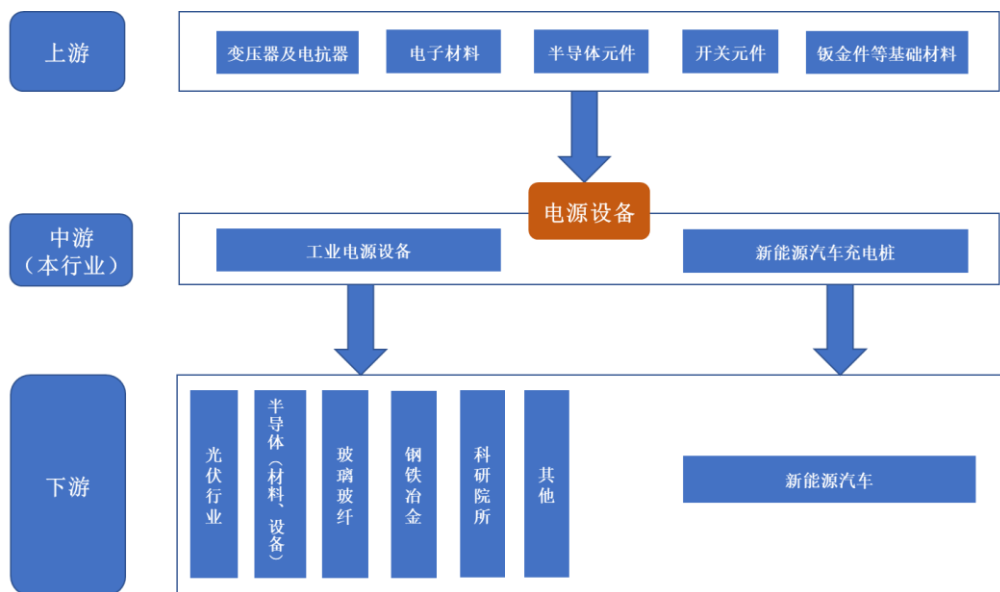 上游
变压器及电抗器
电子材料
半导体元件
开关元件
钣金件等基础材料
电源设备
中游
（本行业）
工业电源设备
新能源汽车充电桩
下游
光伏行业
半导体（材料、设备）
玻璃玻纤
钢铁冶金
科研院所
其他
新能源汽车